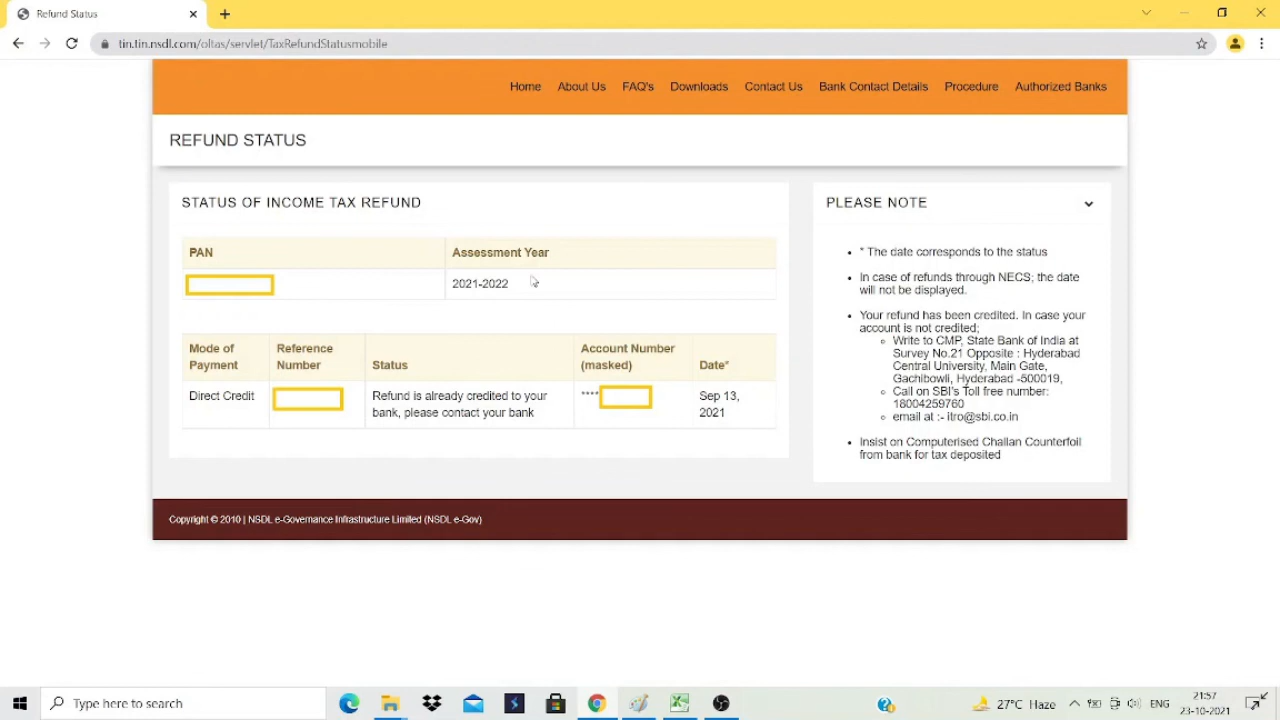 Refund Status
tin.tin.nsdl.com/oltas/servlet/TaxRefundStatusmobile
Home About Us FAQ's Downloads Contact Us Bank Contact Details Procedure Authorized Banks
REFUND STATUS
STATUS OF INCOME TAX REFUND
PAN Assessment Year
2021-2022
Mode of Payment Reference Number Status Account Number (masked) Date*
Direct Credit Refund is already credited to your bank, please contact your bank **** Sep 13, 2021
PLEASE NOTE
* The date corresponds to the status
In case of refunds through NECS; the date
will not be displayed.
Your refund has been credited. In case your
account is not credited;
Write to CMP, State Bank of India at
Survey No.21 Opposite : Hyderabad
Central University, Main Gate,
Gachibowli, Hyderabad -500019,
Call on SBI's Toll free number:
18004259760
email at :- itro@sbi.co.in
Insist on Computerised Challan Counterfoil
from bank for tax deposited
Copyright © 2010 | NSDL e-Governance Infrastructure Limited (NSDL e-Gov)
Type here to search
27°C Haze
ENG
21:57
23-10-2021